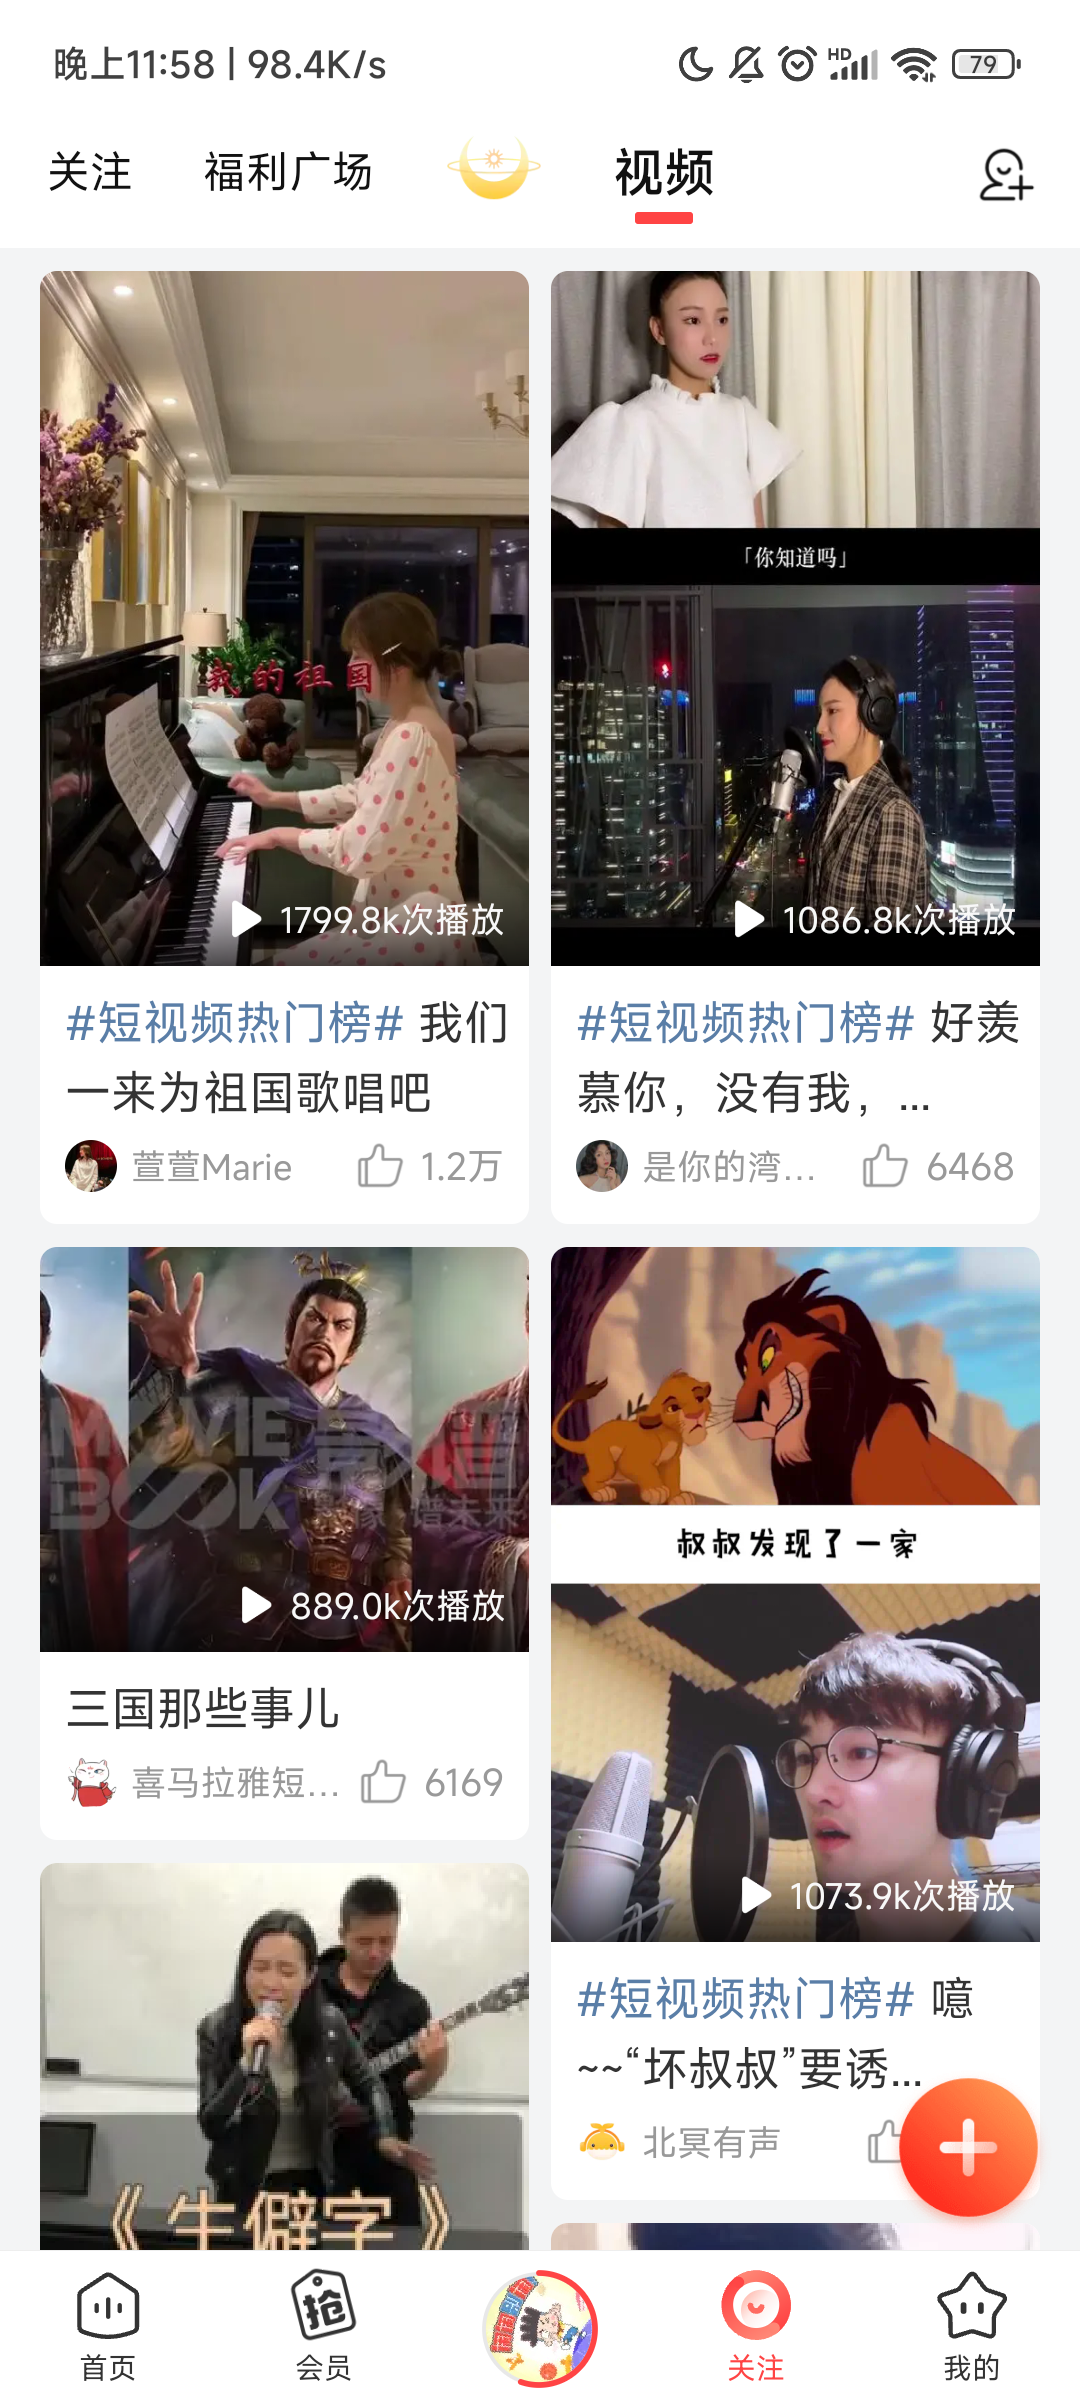 晚上11:58 | 98.4K/s
HD
79
关注
福利广场
视频
我的祖国
1799.8k次播放
#短视频热门榜# 我们
一来为祖国歌唱吧
萱萱Marie
1.2万
「你知道吗」
1086.8k次播放
#短视频热门榜# 好羡
慕你，没有我，...
是你的湾...
6468
MOVIE
BOOK
889.0k次播放
三国那些事儿
喜马拉雅短...
6169
叔叔发现了一家
1073.9k次播放
#短视频热门榜# 噫
~~“坏叔叔”要诱...
北冥有声
《生僻字》
首页
抢
会员
关注
我的